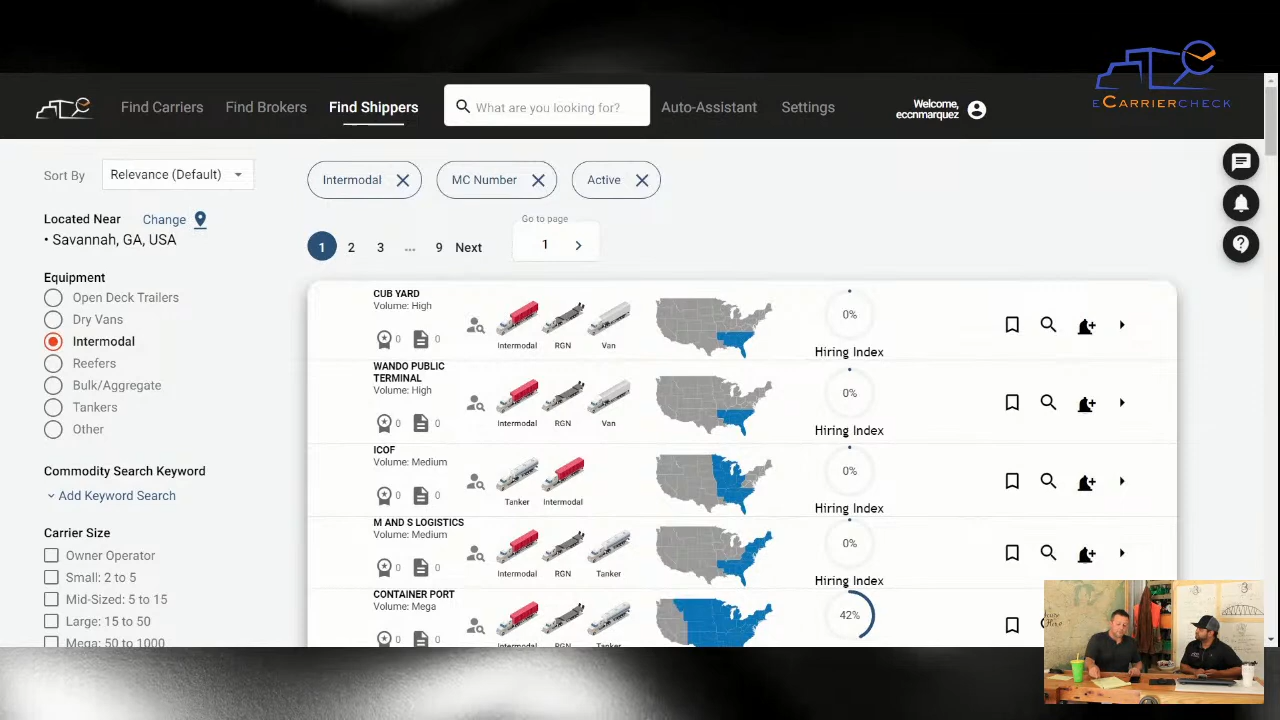 eCARRIERCHECK
Find Carriers
Find Brokers
Find Shippers
What are you looking for?
Auto-Assistant
Settings
Welcome,
eccnmarquez
Sort By
Relevance (Default)
Located Near
Change
• Savannah, GA, USA
Equipment
Open Deck Trailers
Dry Vans
Intermodal
Reefers
Bulk/Aggregate
Tankers
Other
Commodity Search Keyword
Add Keyword Search
Carrier Size
Owner Operator
Small: 2 to 5
Mid-Sized: 5 to 15
Large: 15 to 50
Mega: 50 to 1000
Intermodal
MC Number
Active
Go to page
1 2 3 ... 9 Next
1
CUB YARD
Volume: High
0 0
Intermodal RGN Van
0%
Hiring Index
WANDO PUBLIC
TERMINAL
Volume: High
0 0
Intermodal RGN Van
0%
Hiring Index
ICOF
Volume: Medium
0 0
Tanker Intermodal
0%
Hiring Index
M AND S LOGISTICS
Volume: Medium
0 0
Intermodal RGN Tanker
0%
Hiring Index
CONTAINER PORT
Volume: Mega
0 0
Intermodal RGN Tanker
42%